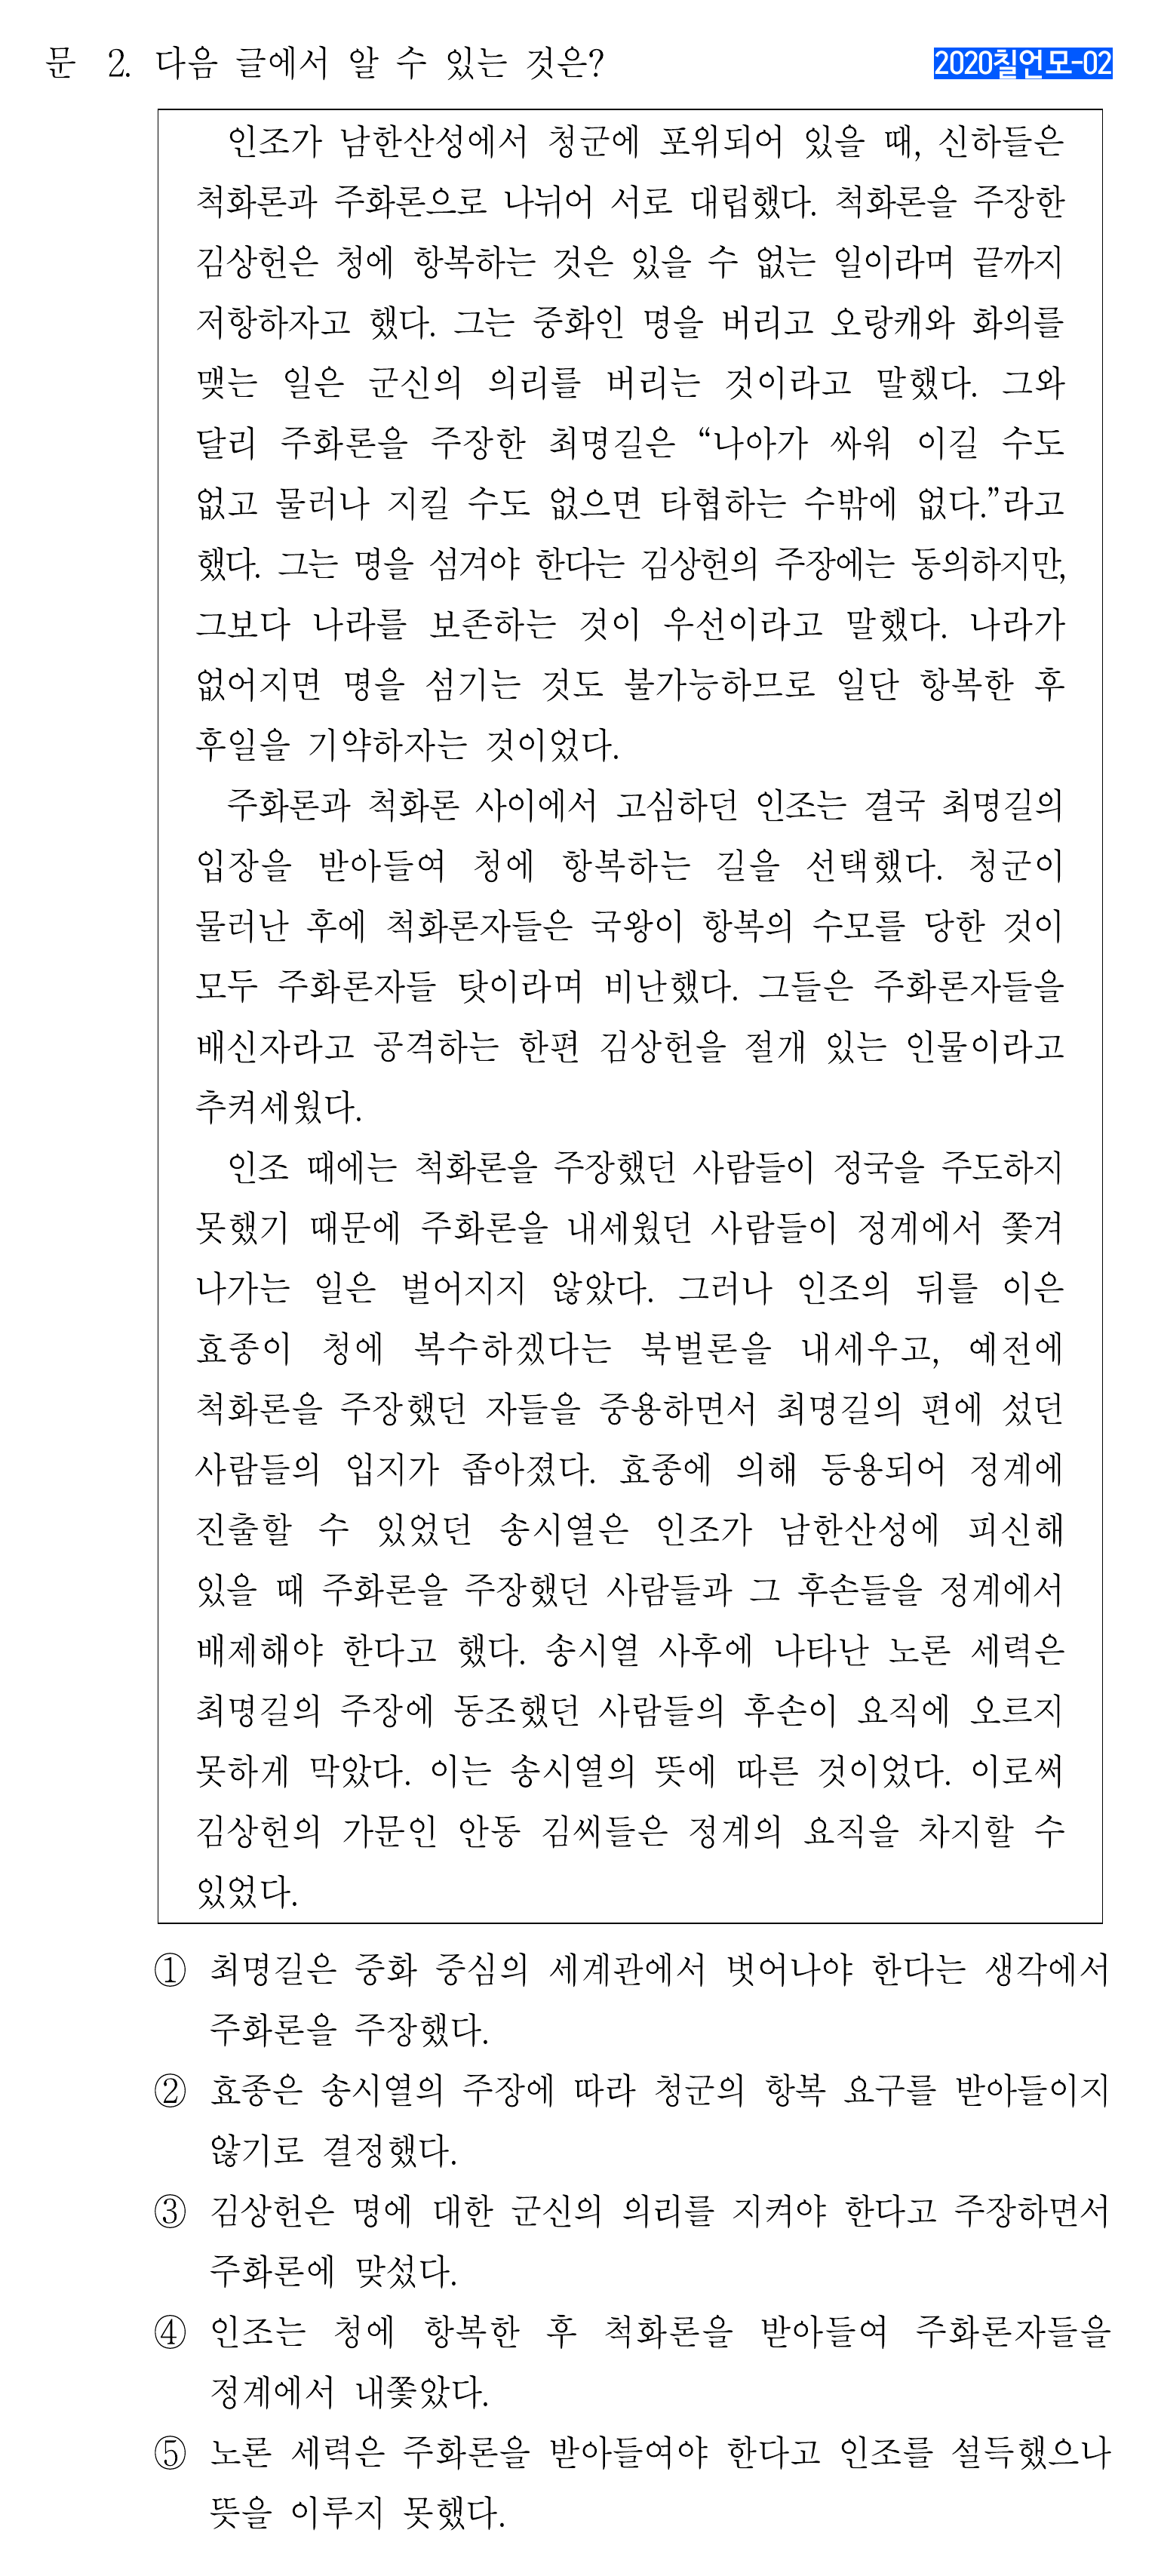 문 2. 다음 글에서 알 수 있는 것은?
2020칠언모-02
인조가 남한산성에서 청군에 포위되어 있을 때, 신하들은
척화론과 주화론으로 나뉘어 서로 대립했다. 척화론을 주장한
김상헌은 청에 항복하는 것은 있을 수 없는 일이라며 끝까지
저항하자고 했다. 그는 중화인 명을 버리고 오랑캐와 화의를
맺는 일은 군신의 의리를 버리는 것이라고 말했다. 그와
달리 주화론을 주장한 최명길은 “나아가 싸워 이길 수도
없고 물러나 지킬 수도 없으면 타협하는 수밖에 없다.”라고
했다. 그는 명을 섬겨야 한다는 김상헌의 주장에는 동의하지만,
그보다 나라를 보존하는 것이 우선이라고 말했다. 나라가
없어지면 명을 섬기는 것도 불가능하므로 일단 항복한 후
후일을 기약하자는 것이었다.
주화론과 척화론 사이에서 고심하던 인조는 결국 최명길의
입장을 받아들여 청에 항복하는 길을 선택했다. 청군이
물러난 후에 척화론자들은 국왕이 항복의 수모를 당한 것이
모두 주화론자들 탓이라며 비난했다. 그들은 주화론자들을
배신자라고 공격하는 한편 김상헌을 절개 있는 인물이라고
추켜세웠다.
인조 때에는 척화론을 주장했던 사람들이 정국을 주도하지
못했기 때문에 주화론을 내세웠던 사람들이 정계에서 쫓겨
나가는 일은 벌어지지 않았다. 그러나 인조의 뒤를 이은
효종이 청에 복수하겠다는 북벌론을 내세우고, 예전에
척화론을 주장했던 자들을 중용하면서 최명길의 편에 섰던
사람들의 입지가 좁아졌다. 효종에 의해 등용되어 정계에
진출할 수 있었던 송시열은 인조가 남한산성에 피신해
있을 때 주화론을 주장했던 사람들과 그 후손들을 정계에서
배제해야 한다고 했다. 송시열 사후에 나타난 노론 세력은
최명길의 주장에 동조했던 사람들의 후손이 요직에 오르지
못하게 막았다. 이는 송시열의 뜻에 따른 것이었다. 이로써
김상헌의 가문인 안동 김씨들은 정계의 요직을 차지할 수
있었다.
① 최명길은 중화 중심의 세계관에서 벗어나야 한다는 생각에서
주화론을 주장했다.
② 효종은 송시열의 주장에 따라 청군의 항복 요구를 받아들이지
않기로 결정했다.
③ 김상헌은 명에 대한 군신의 의리를 지켜야 한다고 주장하면서
주화론에 맞섰다.
④ 인조는 청에 항복한 후 척화론을 받아들여 주화론자들을
정계에서 내쫓았다.
⑤ 노론 세력은 주화론을 받아들여야 한다고 인조를 설득했으나
뜻을 이루지 못했다.